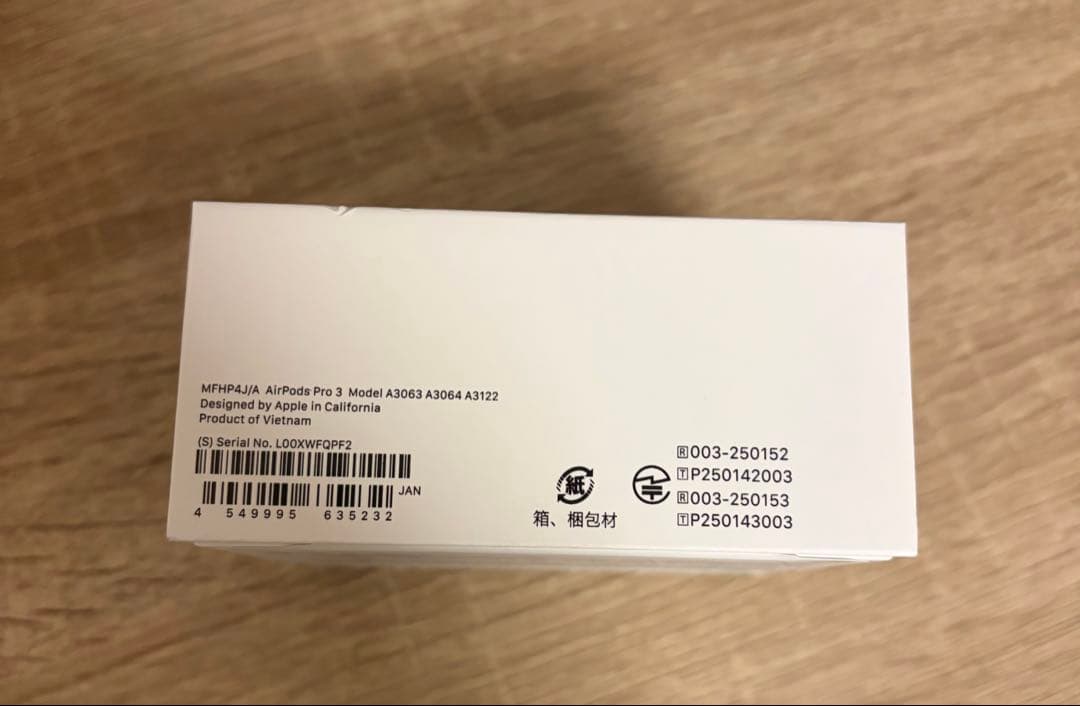 MFHP4J/A AirPods Pro 3 Model A3063 A3064 A3122
Designed by Apple in California
Product of Vietnam
(S) Serial No. L00XWFQPF2
JAN
4 549995 635232
紙
箱、梱包材
R003-250152
TP250142003
R003-250153
TP250143003